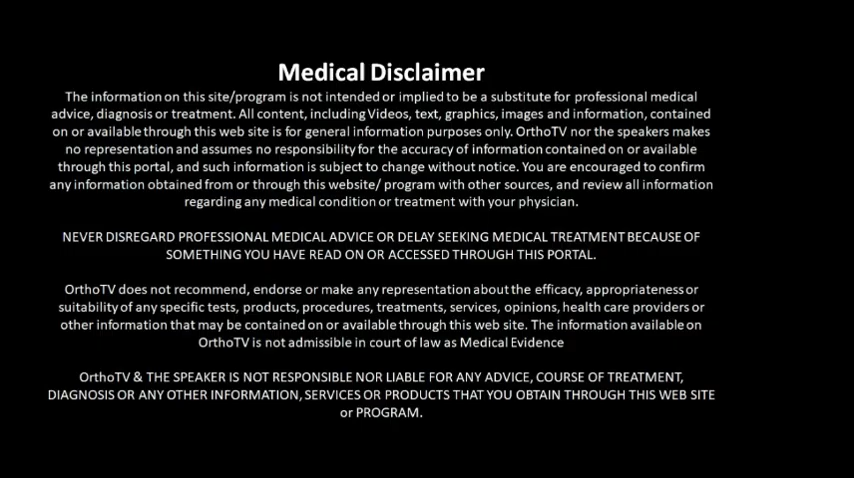 Medical Disclaimer
The information on this site/program is not intended or implied to be a substitute for professional medical
advice, diagnosis or treatment. All content, including Videos, text, graphics, images and information, contained
on or available through this web site is for general information purposes only. OrthoTV nor the speakers makes
no representation and assumes no responsibility for the accuracy of information contained on or available
through this portal, and such information is subject to change without notice. You are encouraged to confirm
any information obtained from or through this website/ program with other sources, and review all information
regarding any medical condition or treatment with your physician.
NEVER DISREGARD PROFESSIONAL MEDICAL ADVICE OR DELAY SEEKING MEDICAL TREATMENT BECAUSE OF
SOMETHING YOU HAVE READ ON OR ACCESSED THROUGH THIS PORTAL.
OrthoTV does not recommend, endorse or make any representation about the efficacy, appropriateness or
suitability of any specific tests, products, procedures, treatments, services, opinions, health care providers or
other information that may be contained on or available through this web site. The information available on
OrthoTV is not admissible in court of law as Medical Evidence
OrthoTV & THE SPEAKER IS NOT RESPONSIBLE NOR LIABLE FOR ANY ADVICE, COURSE OF TREATMENT,
DIAGNOSIS OR ANY OTHER INFORMATION, SERVICES OR PRODUCTS THAT YOU OBTAIN THROUGH THIS WEB SITE
or PROGRAM.